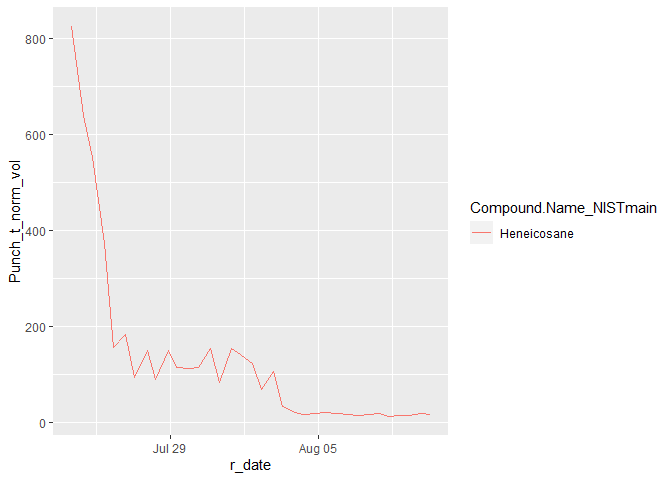 800
600
400
200
0
Punch_t_norm_vol
Jul 29
Aug 05
r_date
Compound.Name_NISTmain
Heneicosane